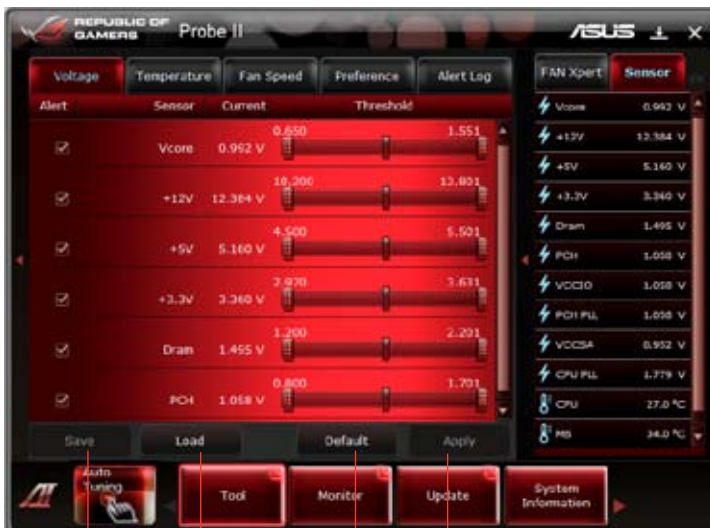 REPUBLIC OF GAMERS Probe II ASUS
Voltage Temperature Fan Speed Preference Alert Log
Alert Sensor Current Threshold
Vcore 0.992 V 0.650 1.551
+12V 12.384 V 10.200 13.801
+5V 5.160 V 4.500 5.501
+3.3V 3.360 V 2.970 3.631
Dram 1.495 V 1.200 2.201
PCH 1.058 V 0.800 1.701
Save Load Default Apply
FAN Xpert Sensor
Vcore 0.992 V
+12V 12.384 V
+5V 5.160 V
+3.3V 3.360 V
Dram 1.495 V
PCH 1.058 V
VCCIO 1.058 V
PCH PLL 1.058 V
VCCSA 0.952 V
CPU PLL 1.779 V
CPU 27.0 °C
MB 34.0 °C
Auto Tuning
Tool
Monitor
Update
System Information